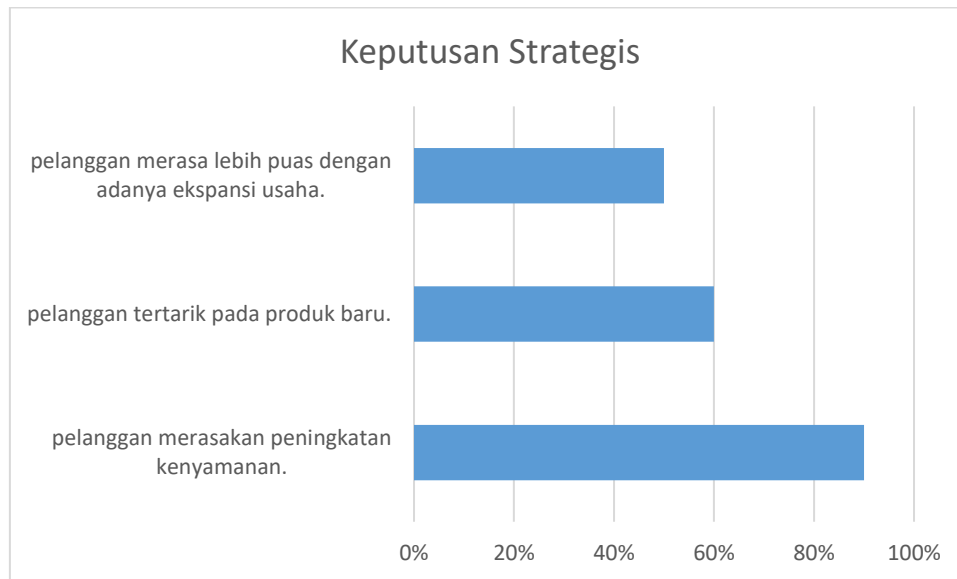 Keputusan Strategis
pelanggan merasa lebih puas dengan
adanya ekspansi usaha.
pelanggan tertarik pada produk baru.
pelanggan merasakan peningkatan
kenyamanan.
0% 20% 40% 60% 80% 100%